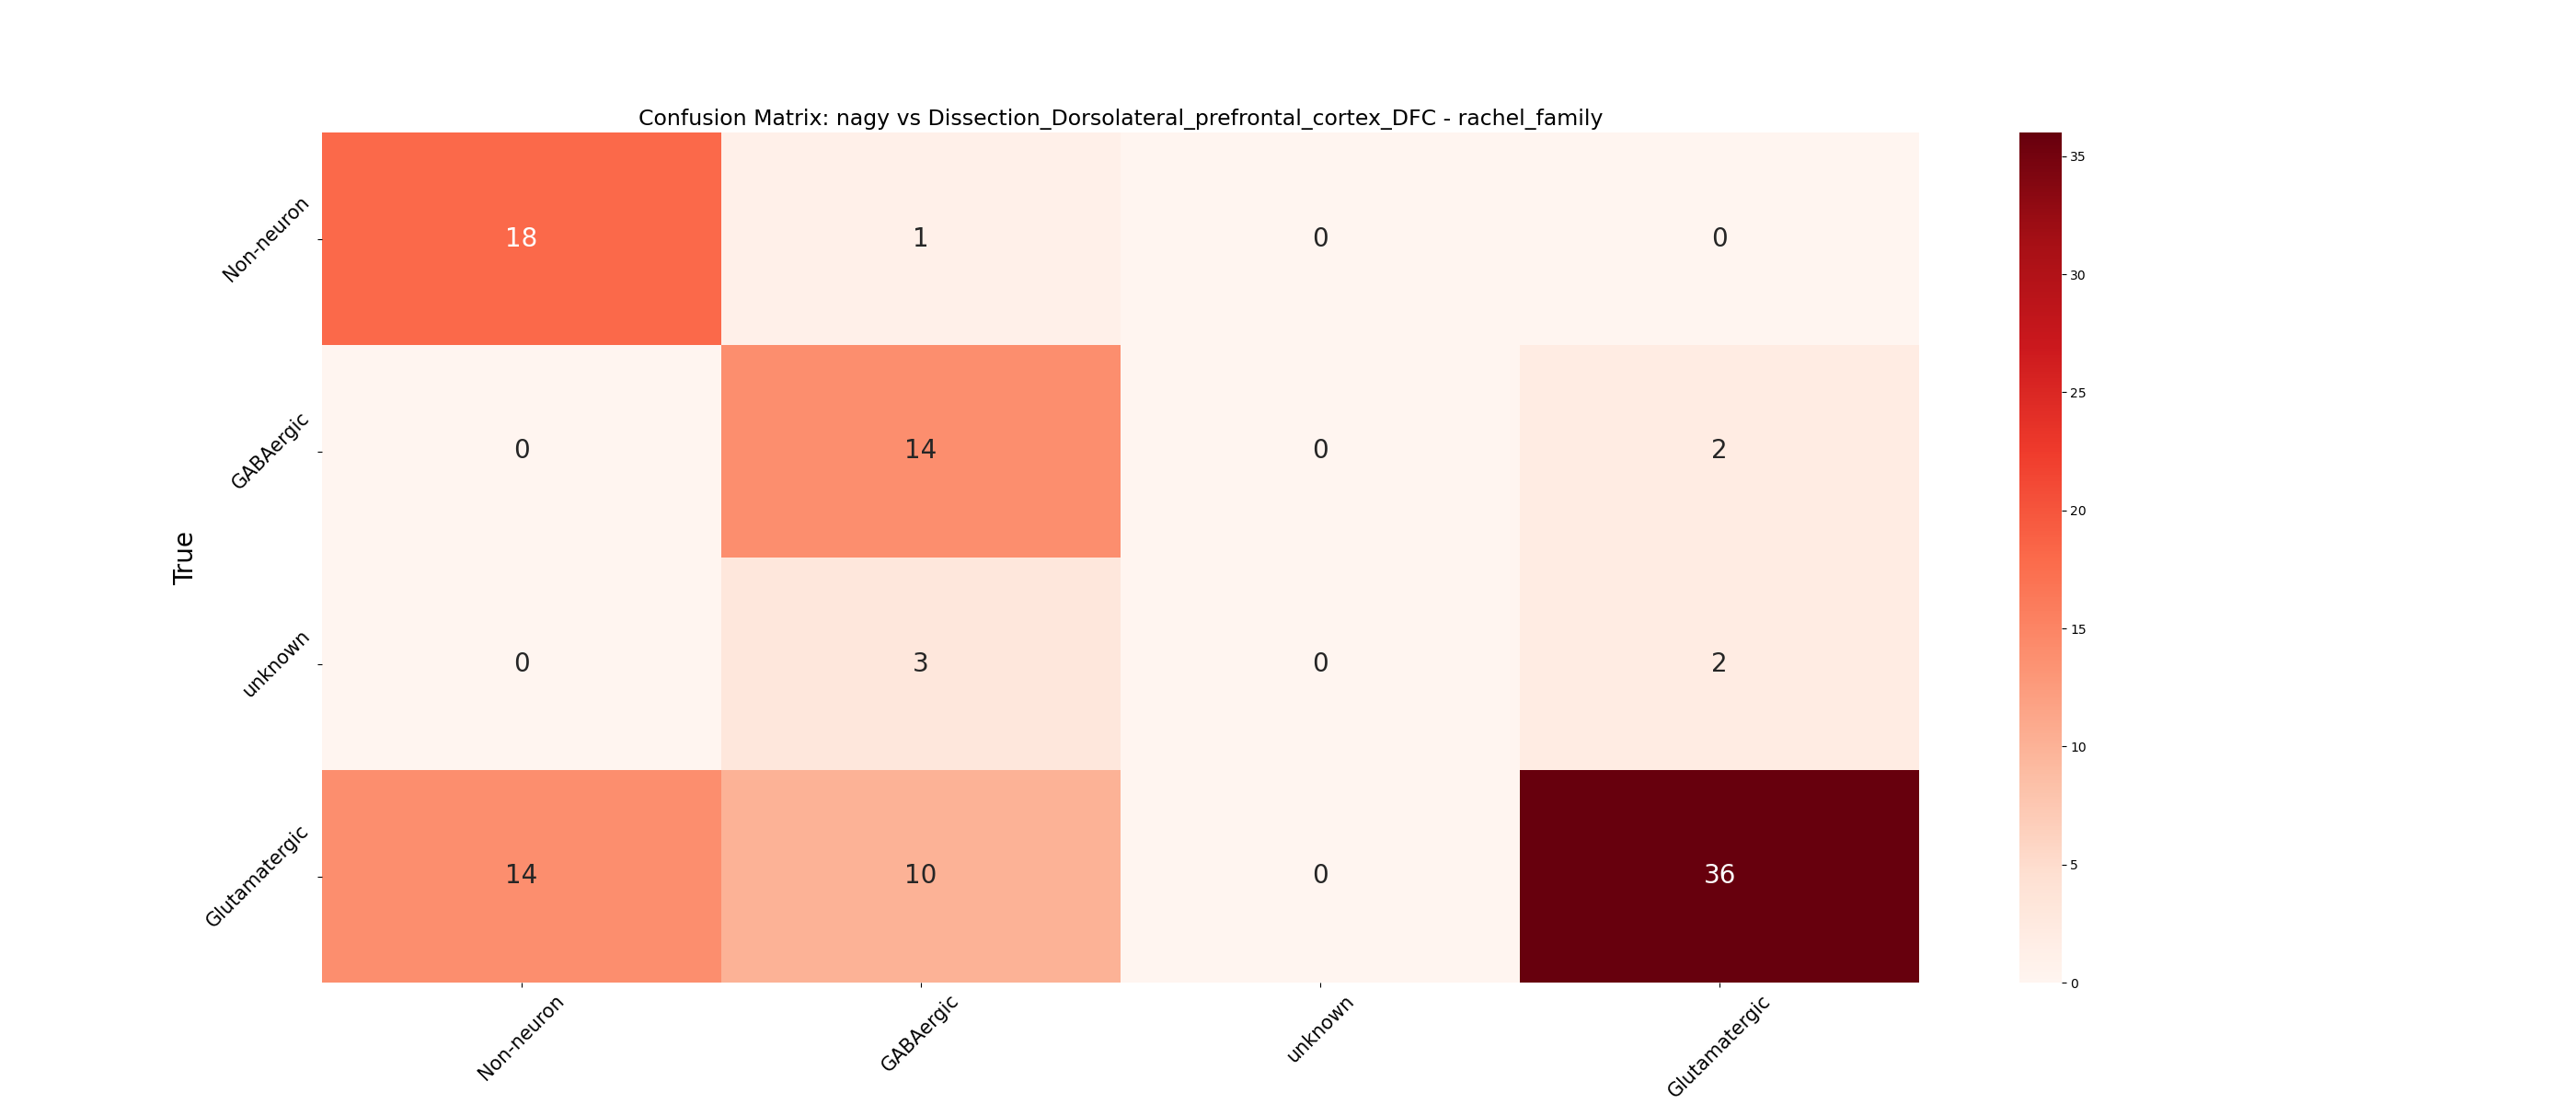 Confusion Matrix: nagy vs Dissection_Dorsolateral_prefrontal_cortex_DFC - rachel_family
True
Non-neuron 18 1 0 0
GABAergic 0 14 0 2
unknown 0 3 0 2
Glutamatergic 14 10 0 36
Non-neuron GABAergic unknown Glutamatergic
35
30
25
20
15
10
5
0